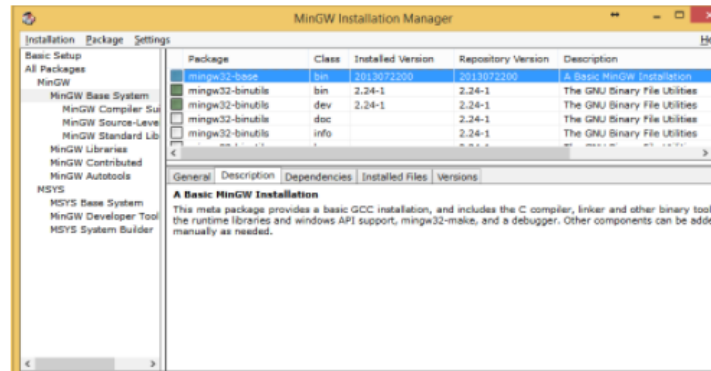 MinGW Installation Manager
Installation Package Settings
Basic Setup
All Packages
MinGW
MinGW Base System
MinGW Compiler Sui
MinGW Source-Leve
MinGW Standard Lib
MinGW Libraries
MinGW Contributed
MinGW Autotools
MSYS
MSYS Base System
MinGW Developer Tool
MSYS System Builder
Package Class Installed Version Repository Version Description
mingw32-base bin 2013072200 2013072200 A Basic MinGW Installation
mingw32-binutils bin 2.24-1 2.24-1 The GNU Binary File Utilities
mingw32-binutils dev 2.24-1 2.24-1 The GNU Binary File Utilities
mingw32-binutils doc 2.24-1 The GNU Binary File Utilities
mingw32-binutils info 2.24-1 The GNU Binary File Utilities
General Description Dependencies Installed Files Versions
A Basic MinGW Installation
This meta package provides a basic GCC installation, and includes the C compiler, linker and other binary tool
the runtime libraries and windows API support, mingw32-make, and a debugger. Other components can be adde
manually as needed.